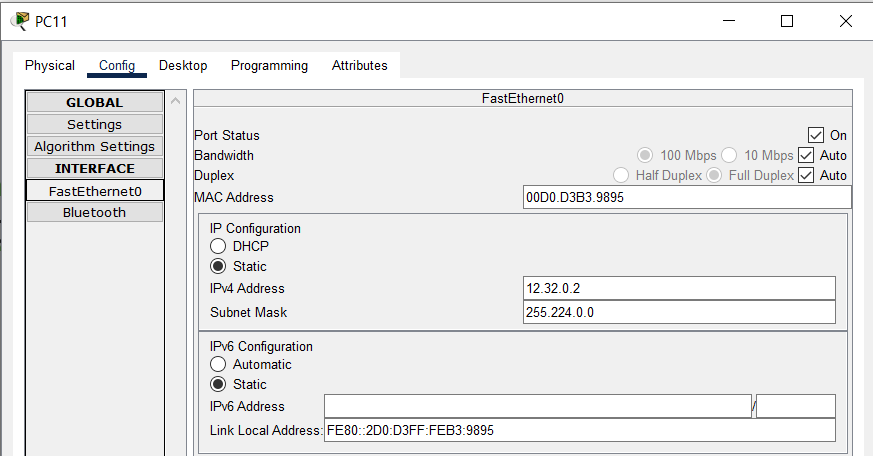 PC11
Physical Config Desktop Programming Attributes
GLOBAL
Settings
Algorithm Settings
INTERFACE
FastEthernet0
Bluetooth
FastEthernet0
Port Status On
Bandwidth 100 Mbps 10 Mbps Auto
Duplex Half Duplex Full Duplex Auto
MAC Address 00D0.D3B3.9895
IP Configuration
DHCP
Static
IPv4 Address 12.32.0.2
Subnet Mask 255.224.0.0
IPv6 Configuration
Automatic
Static
IPv6 Address /
Link Local Address: FE80::2D0:D3FF:FEB3:9895